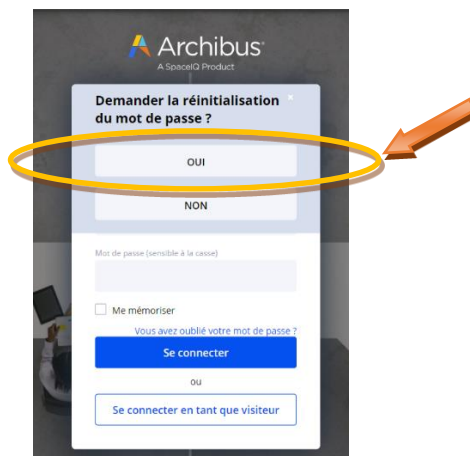 Archibus
A SpaceIQ Product
Demander la réinitialisation
du mot de passe ?
×
OUI
NON
Mot de passe (sensible à la casse)
Me mémoriser
Vous avez oublié votre mot de passe ?
Se connecter
ou
Se connecter en tant que visiteur